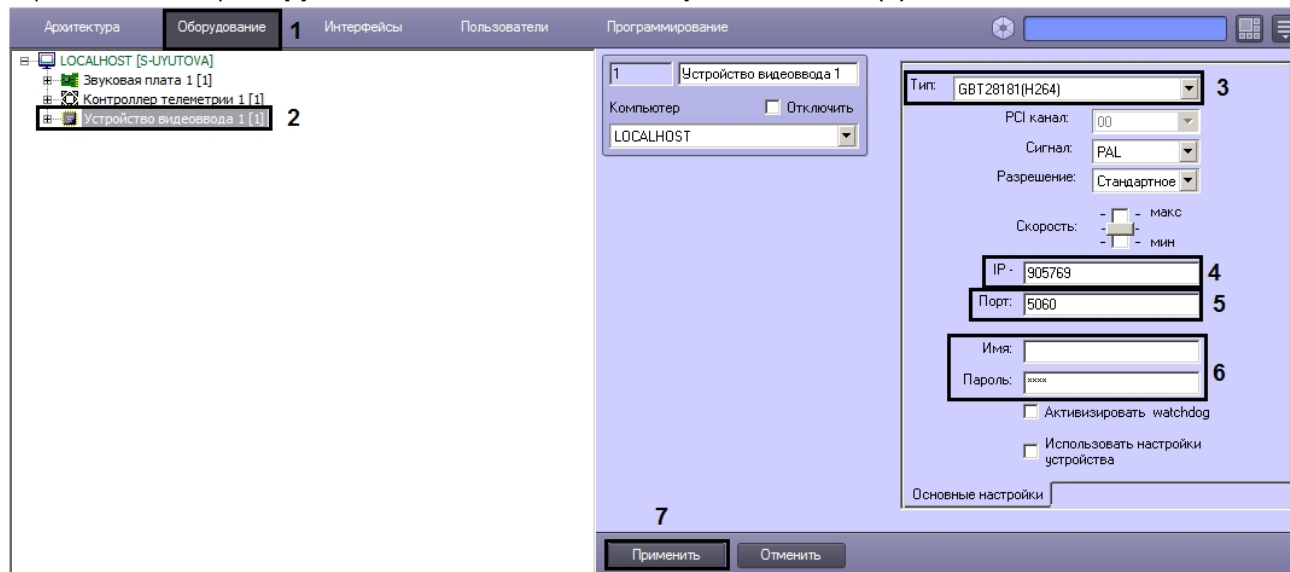 Архитектура Оборудование 1 Интерфейсы Пользователи Программирование
LOCALHOST [S-UYUTOVA]
Звуковая плата 1 [1]
Контроллер телеметрии 1 [1]
Устройство видеоввода 1 [1] 2
1 Устройство видеоввода 1
Компьютер Отключить
LOCALHOST
Тип: GBT28181(H264) 3
PCI канал: 00
Сигнал: PAL
Разрешение: Стандартное
Скорость: - - макс
- -
- - мин
IP - 905769 4
Порт: 5060 5
Имя:
Пароль: xxxx 6
Активизировать watchdog
Использовать настройки
устройства
Основные настройки
7
Применить Отменить